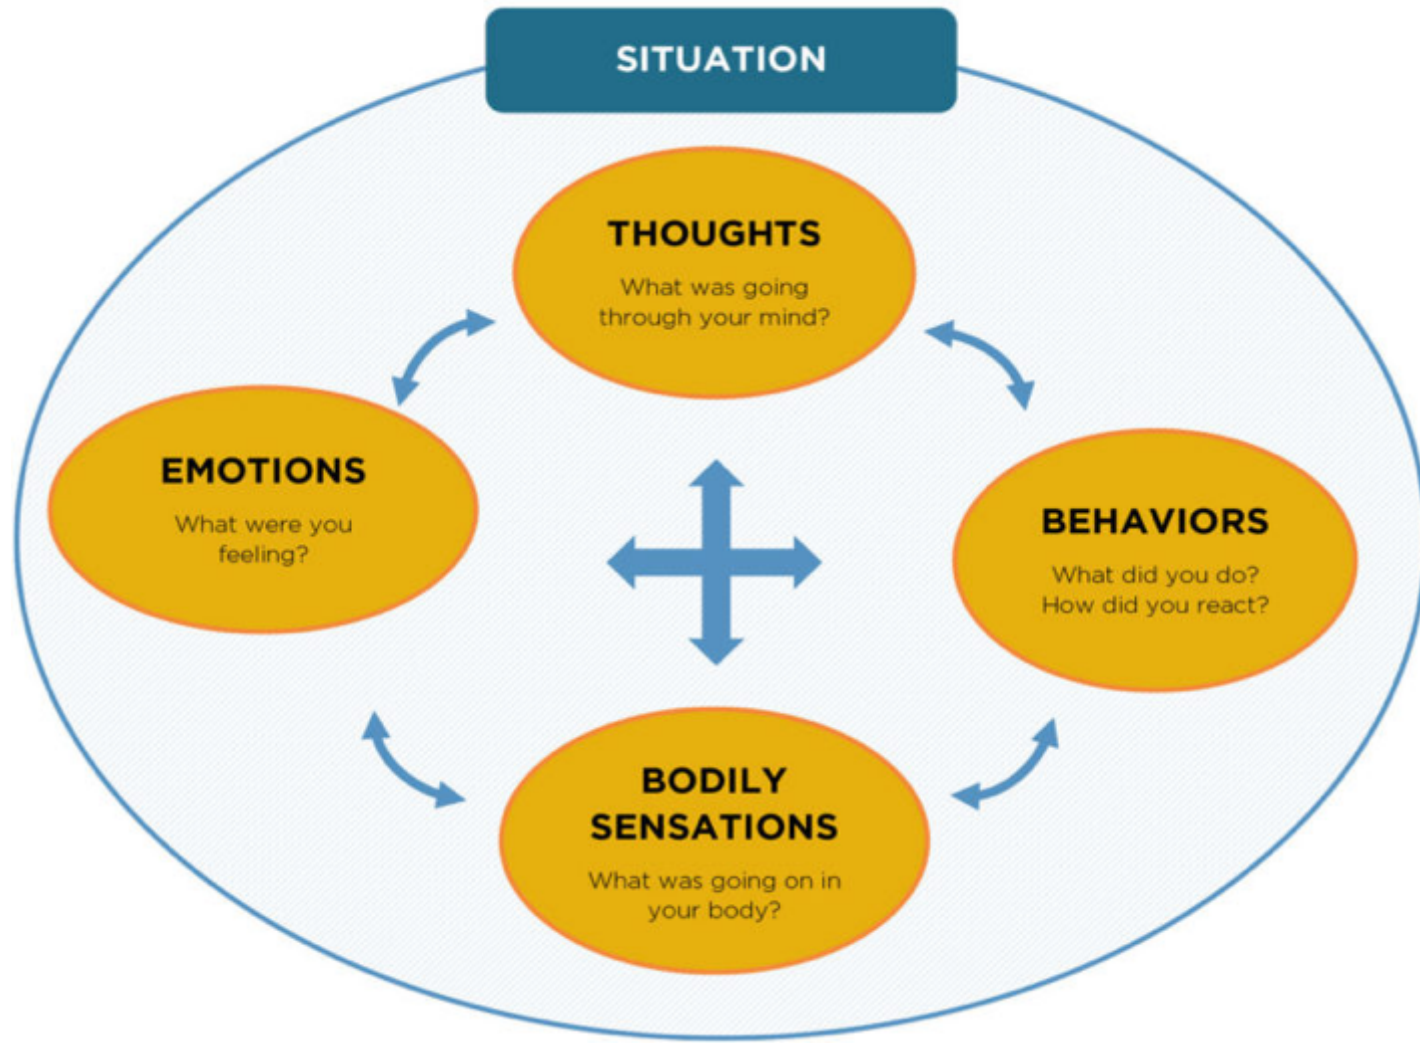 SITUATION
THOUGHTS
What was going
through your mind?
EMOTIONS
What were you
feeling?
BEHAVIORS
What did you do?
How did you react?
BODILY
SENSATIONS
What was going on in
your body?